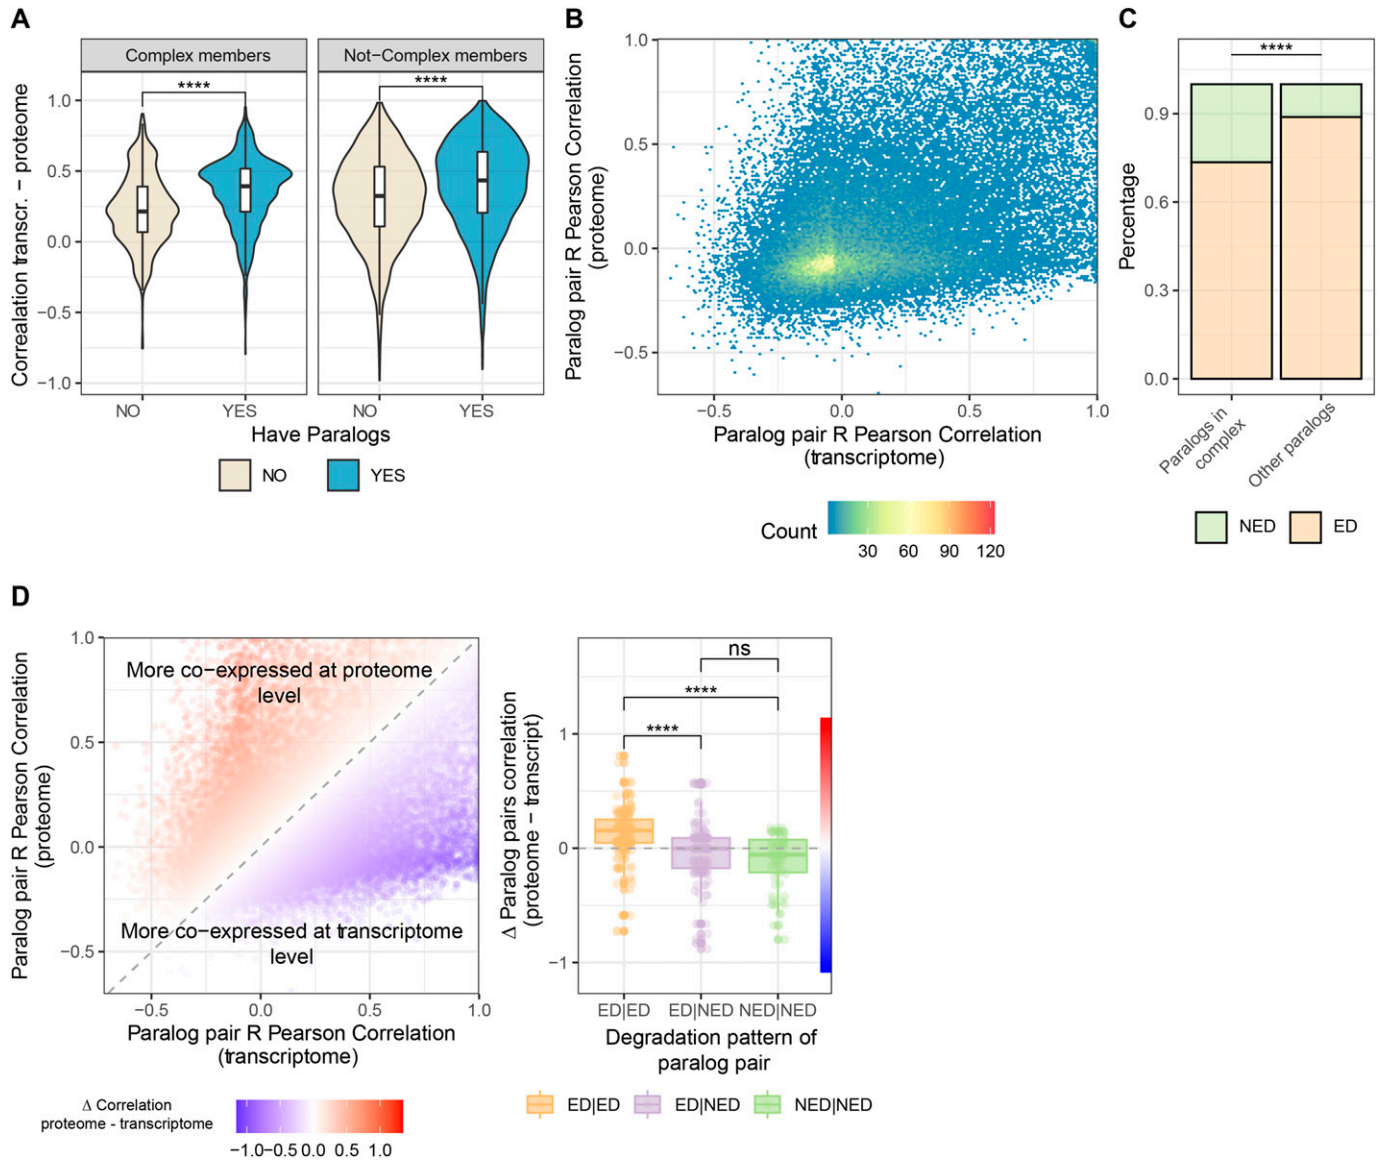 A
Complex members
Not−Complex members
****
****
Correalation transcr. − proteome
1.0
0.5
0.0
−0.5
−1.0
NO
YES
NO
YES
Have Paralogs
NO
YES
B
Paralog pair R Pearson Correlation
(proteome)
1.0
0.5
0.0
−0.5
−0.5
0.0
0.5
1.0
Paralog pair R Pearson Correlation
(transcriptome)
Count
30
60
90
120
C
****
Percentage
0.9
0.6
0.3
0.0
Paralogs in
complex
Other paralogs
NED
ED
D
Paralog pair R Pearson Correlation
(proteome)
1.0
0.5
0.0
−0.5
More co−expressed at proteome
level
More co−expressed at transcriptome
level
−0.5
0.0
0.5
1.0
Paralog pair R Pearson Correlation
(transcriptome)
Δ Correlation
proteome - transcriptome
−1.0
−0.5
0.0
0.5
1.0
Δ Paralog pairs correlation
(proteome − transcript)
ns
****
****
1
0
−1
ED|ED
ED|NED
NED|NED
Degradation pattern of
paralog pair
ED|ED
ED|NED
NED|NED